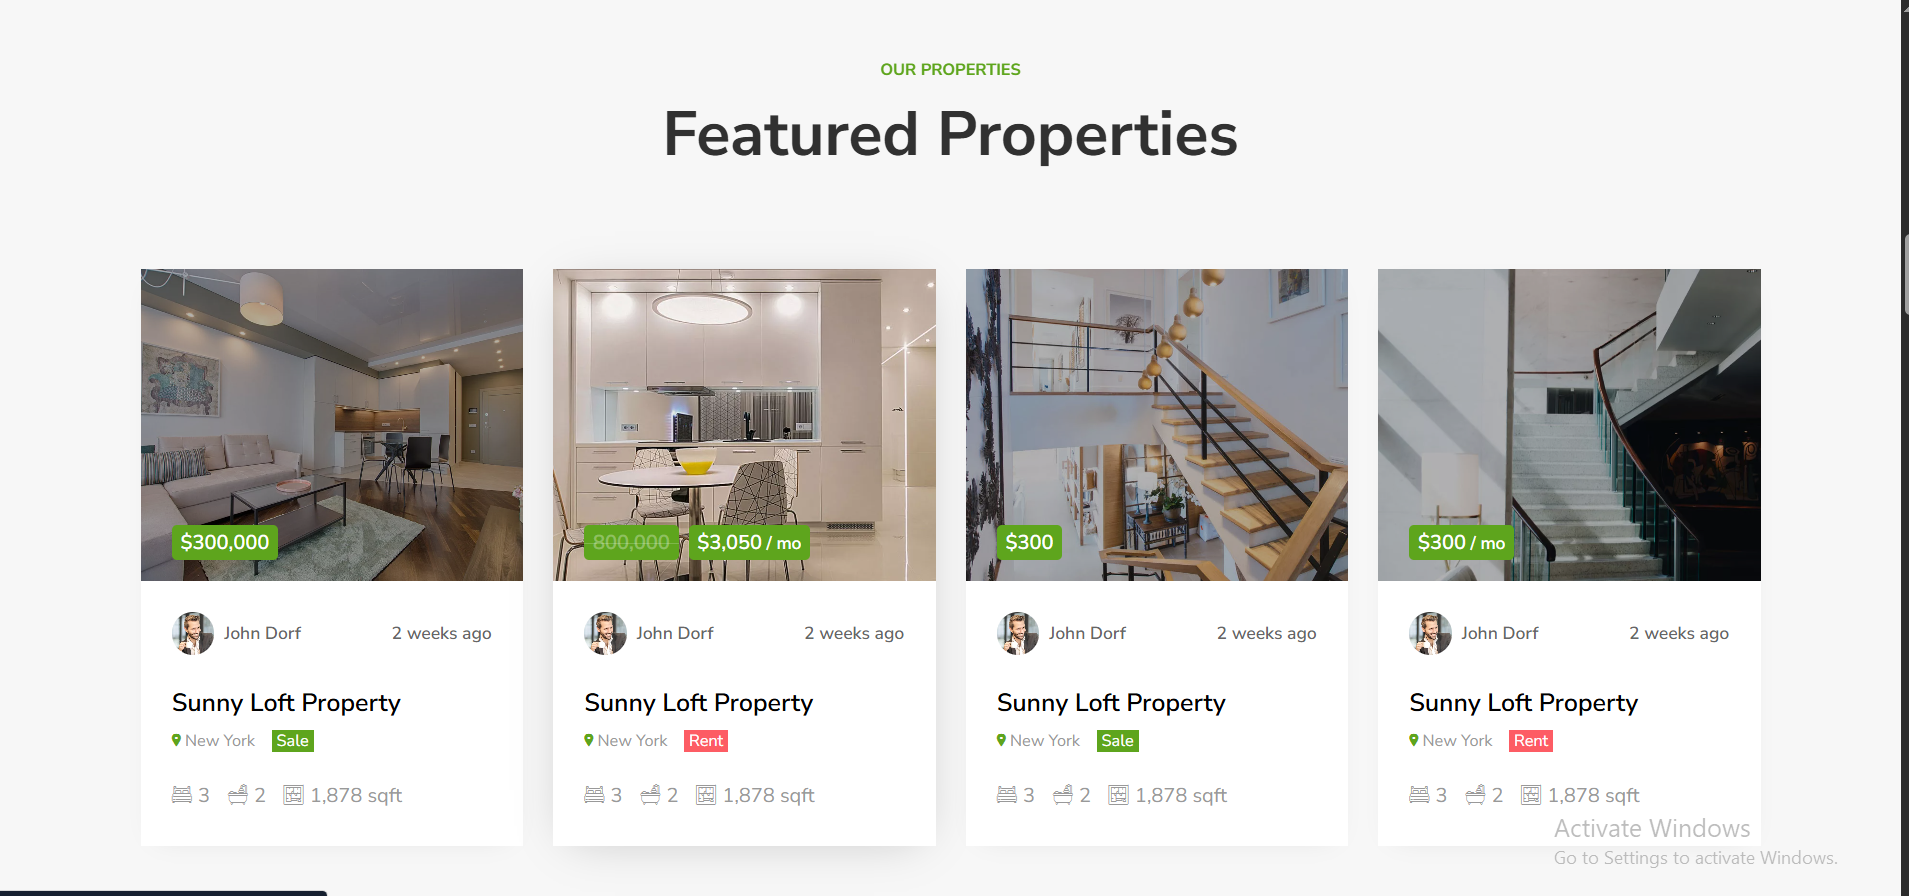 OUR PROPERTIES
Featured Properties
$300,000
800,000 $3,050 / mo
$300
$300 / mo
John Dorf 2 weeks ago
Sunny Loft Property
New York Sale
3 2 1,878 sqft
John Dorf 2 weeks ago
Sunny Loft Property
New York Rent
3 2 1,878 sqft
John Dorf 2 weeks ago
Sunny Loft Property
New York Sale
3 2 1,878 sqft
John Dorf 2 weeks ago
Sunny Loft Property
New York Rent
3 2 1,878 sqft
Activate Windows
Go to Settings to activate Windows.